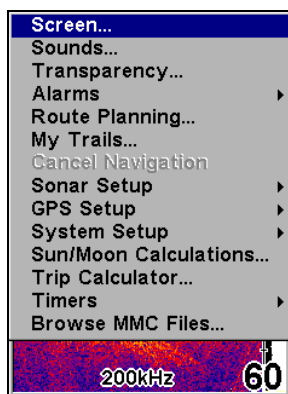 Screen...
Sounds...
Transparency...
Alarms
Route Planning...
My Trails...
Cancel Navigation
Sonar Setup
GPS Setup
System Setup
Sun/Moon Calculations...
Trip Calculator...
Timers
Browse MMC Files...
200kHz 60